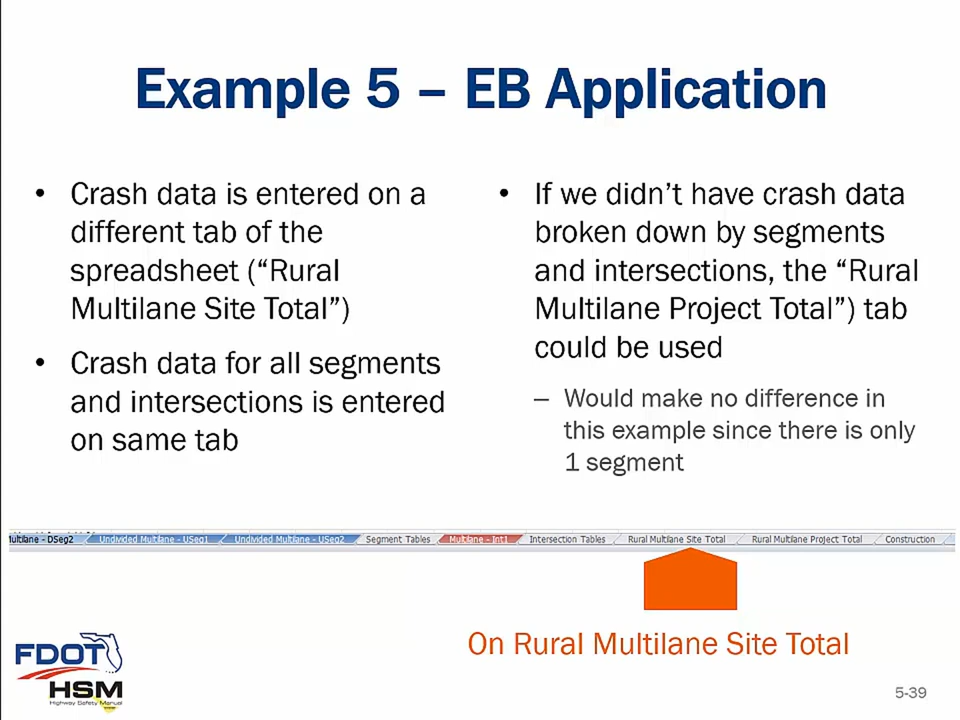 Example 5 – EB Application
• Crash data is entered on a
different tab of the
spreadsheet (“Rural
Multilane Site Total”)
• Crash data for all segments
and intersections is entered
on same tab
• If we didn’t have crash data
broken down by segments
and intersections, the “Rural
Multilane Project Total”) tab
could be used
– Would make no difference in
this example since there is only
1 segment
ultilane - DSeg2 Undivided Multilane - USeg1 Undivided Multilane - USeg2 Segment Tables Multilane - Int1 Intersection Tables Rural Multilane Site Total Rural Multilane Project Total Construction
On Rural Multilane Site Total
FDOT
HSM
Highway Safety Manual
5-39